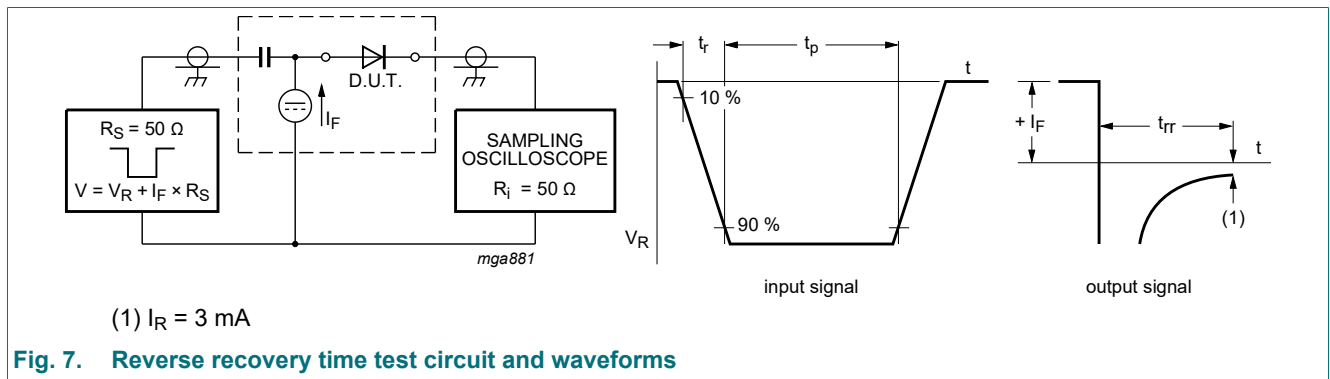 R_S = 50 Ω
V = V_R + I_F × R_S
I_F
D.U.T.
SAMPLING
OSCILLOSCOPE
R_i = 50 Ω
mga881
t_r
t_p
t
10 %
90 %
V_R
input signal
+ I_F
t_rr
t
(1)
output signal
(1) I_R = 3 mA
Fig. 7. Reverse recovery time test circuit and waveforms